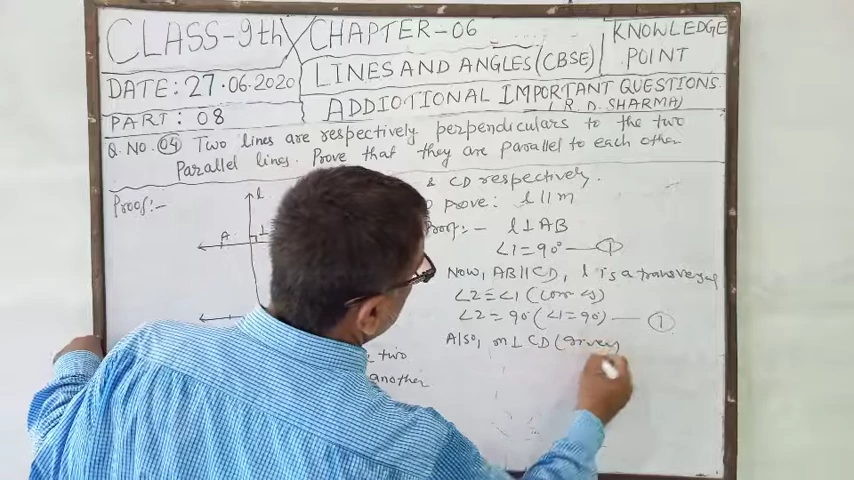 CLASS-9th
CHAPTER-06
KNOWLEDGE
POINT
DATE: 27.06.2020
LINES AND ANGLES (CBSE)
PART: 08
ADDIOTIONAL IMPORTANT QUESTIONS
(R.D. SHARMA)
Q.NO. 04 Two lines are respectively perpendiculars to the two
Parallel lines. Prove that they are parallel to each other
Proof:-
& CD respectively.
prove: l||m
l
A
1
roof:- l⊥AB
∠1=90° — ①
Now, AB||CD, l is a transversal
∠2=∠1 (corr ∠s)
∠2=90° (∠1=90°) — ①
Also, m⊥CD (given
two
another